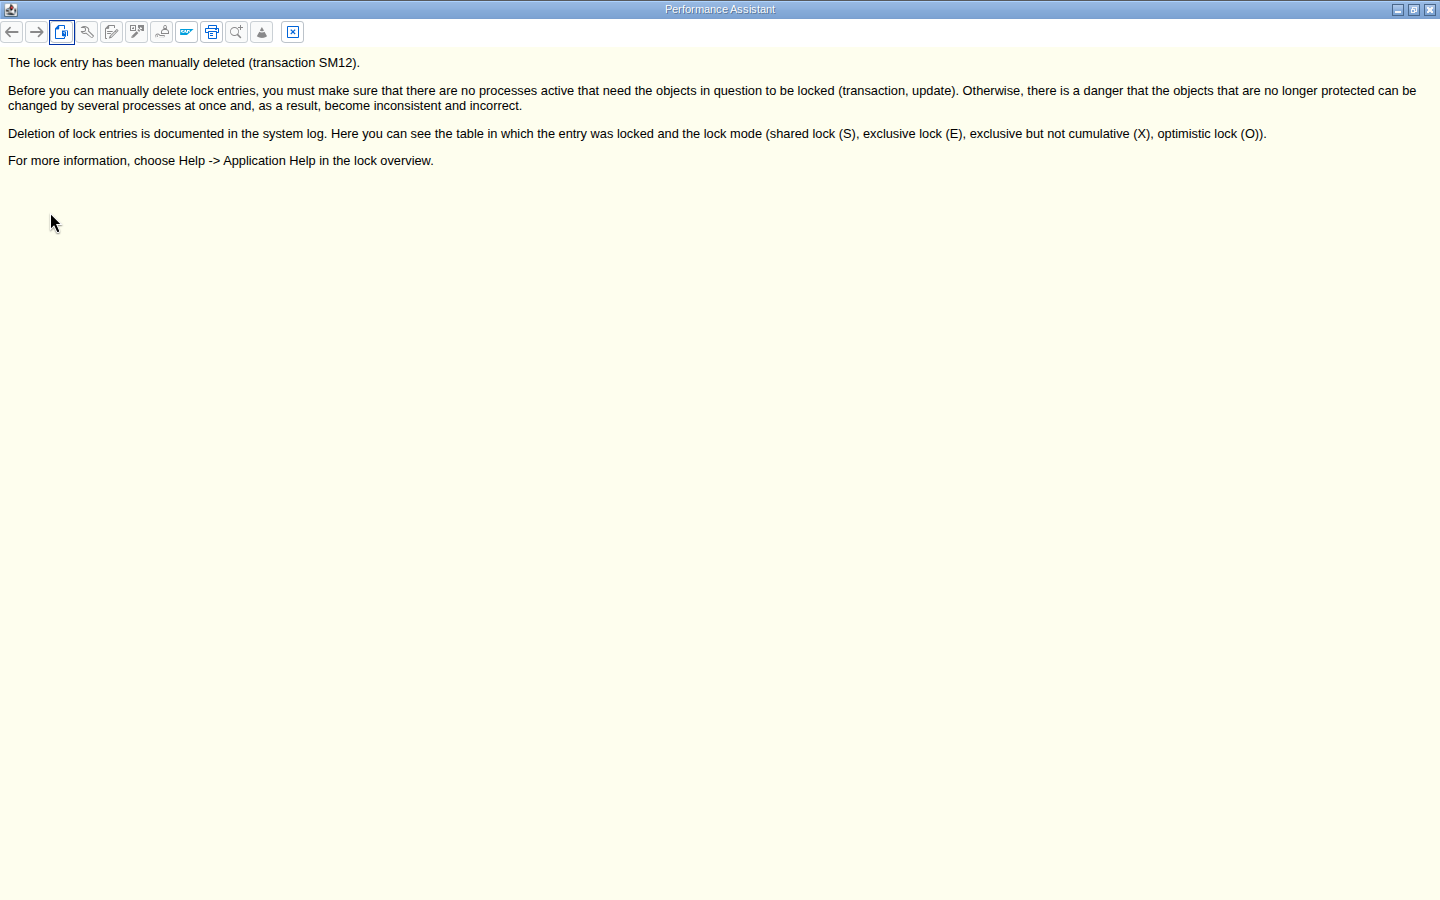 Performance Assistant
The lock entry has been manually deleted (transaction SM12).
Before you can manually delete lock entries, you must make sure that there are no processes active that need the objects in question to be locked (transaction, update). Otherwise, there is a danger that the objects that are no longer protected can be
changed by several processes at once and, as a result, become inconsistent and incorrect.
Deletion of lock entries is documented in the system log. Here you can see the table in which the entry was locked and the lock mode (shared lock (S), exclusive lock (E), exclusive but not cumulative (X), optimistic lock (O)).
For more information, choose Help -> Application Help in the lock overview.